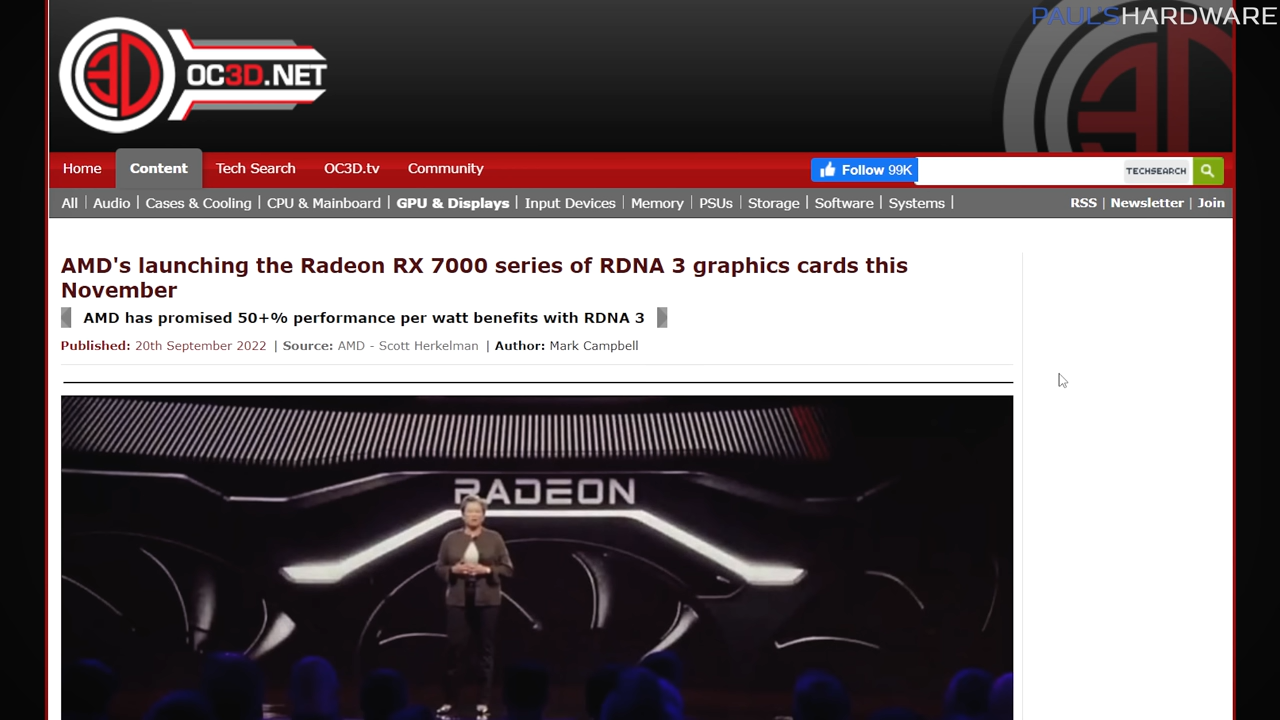 PAUL'SHARDWARE
3D OC3D.NET
Home Content Tech Search OC3D.tv Community Follow 99K TECHSEARCH
All | Audio | Cases & Cooling | CPU & Mainboard | GPU & Displays | Input Devices | Memory | PSUs | Storage | Software | Systems | RSS | Newsletter | Join
AMD's launching the Radeon RX 7000 series of RDNA 3 graphics cards this
November
AMD has promised 50+% performance per watt benefits with RDNA 3
Published: 20th September 2022 | Source: AMD - Scott Herkelman | Author: Mark Campbell
RADEON